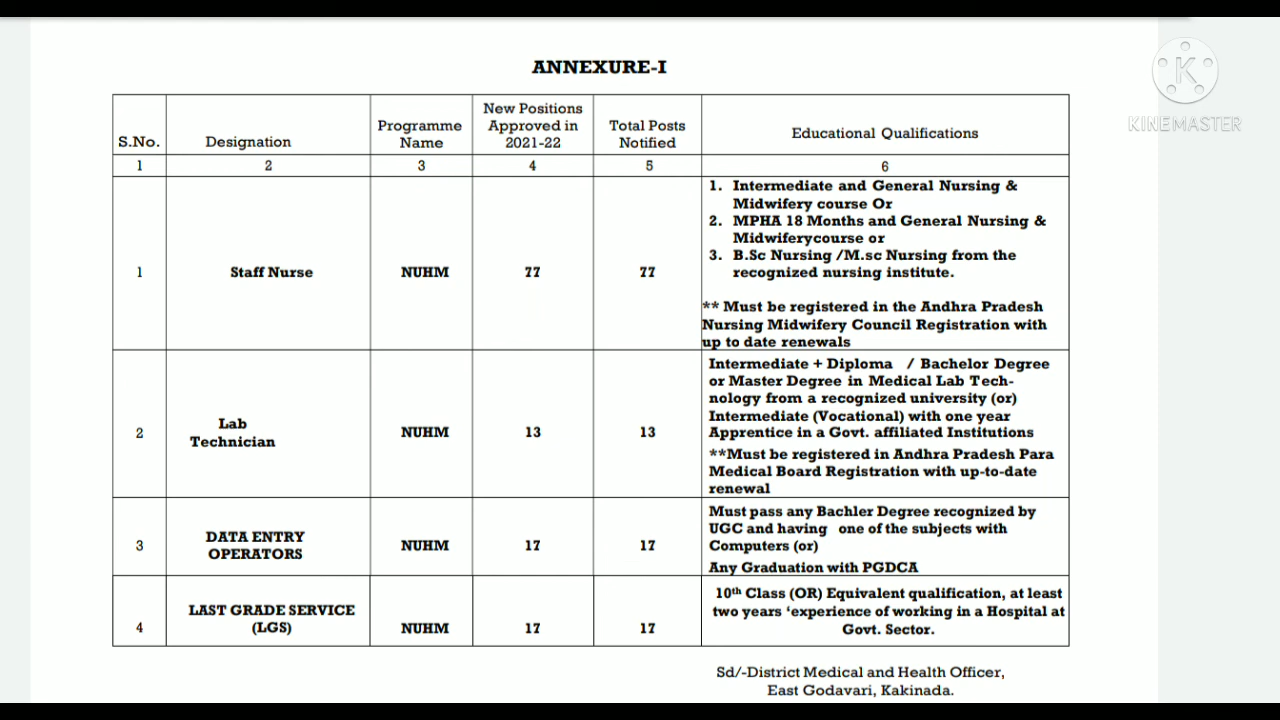 ANNEXURE-I
S.No.
Designation
Programme
Name
New Positions
Approved in
2021-22
Total Posts
Notified
Educational Qualifications
1
2
3
4
5
6
1
Staff Nurse
NUHM
77
77
1. Intermediate and General Nursing &
Midwifery course Or
2. MPHA 18 Months and General Nursing &
Midwiferycourse or
3. B.Sc Nursing /M.sc Nursing from the
recognized nursing institute.
** Must be registered in the Andhra Pradesh
Nursing Midwifery Council Registration with
up to date renewals
2
Lab
Technician
NUHM
13
13
Intermediate + Diploma / Bachelor Degree
or Master Degree in Medical Lab Tech-
nology from a recognized university (or)
Intermediate (Vocational) with one year
Apprentice in a Govt. affiliated Institutions
**Must be registered in Andhra Pradesh Para
Medical Board Registration with up-to-date
renewal
3
DATA ENTRY
OPERATORS
NUHM
17
17
Must pass any Bachler Degree recognized by
UGC and having one of the subjects with
Computers (or)
Any Graduation with PGDCA
4
LAST GRADE SERVICE
(LGS)
NUHM
17
17
10th Class (OR) Equivalent qualification, at least
two years ‘experience of working in a Hospital at
Govt. Sector.
Sd/-District Medical and Health Officer,
East Godavari, Kakinada.
K
KINEMASTER